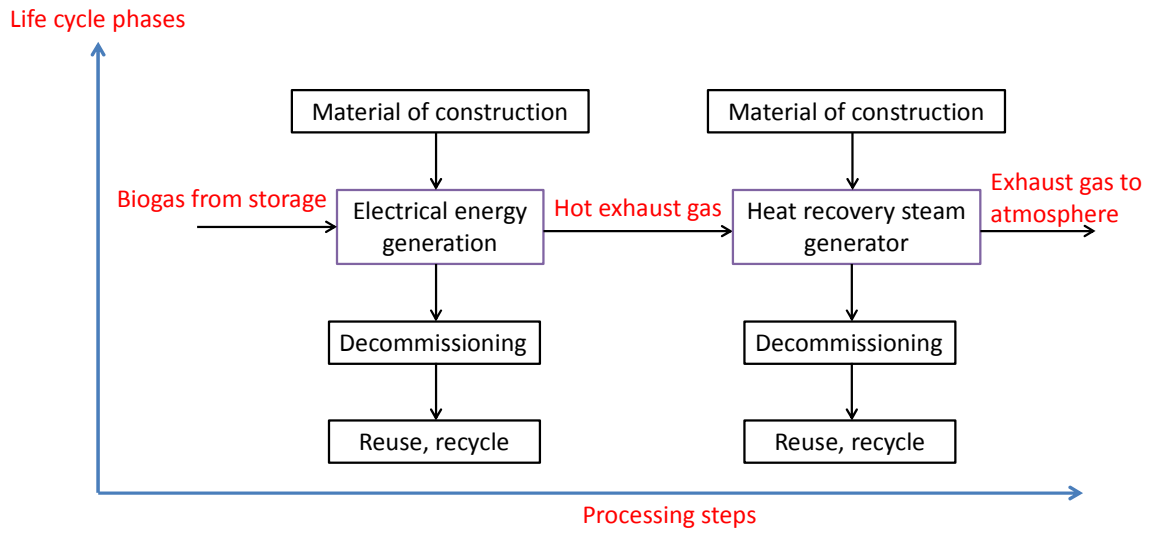 Life cycle phases
Material of construction
Material of construction
Biogas from storage
Electrical energy
generation
Hot exhaust gas
Heat recovery steam
generator
Exhaust gas to
atmosphere
Decommissioning
Decommissioning
Reuse, recycle
Reuse, recycle
Processing steps